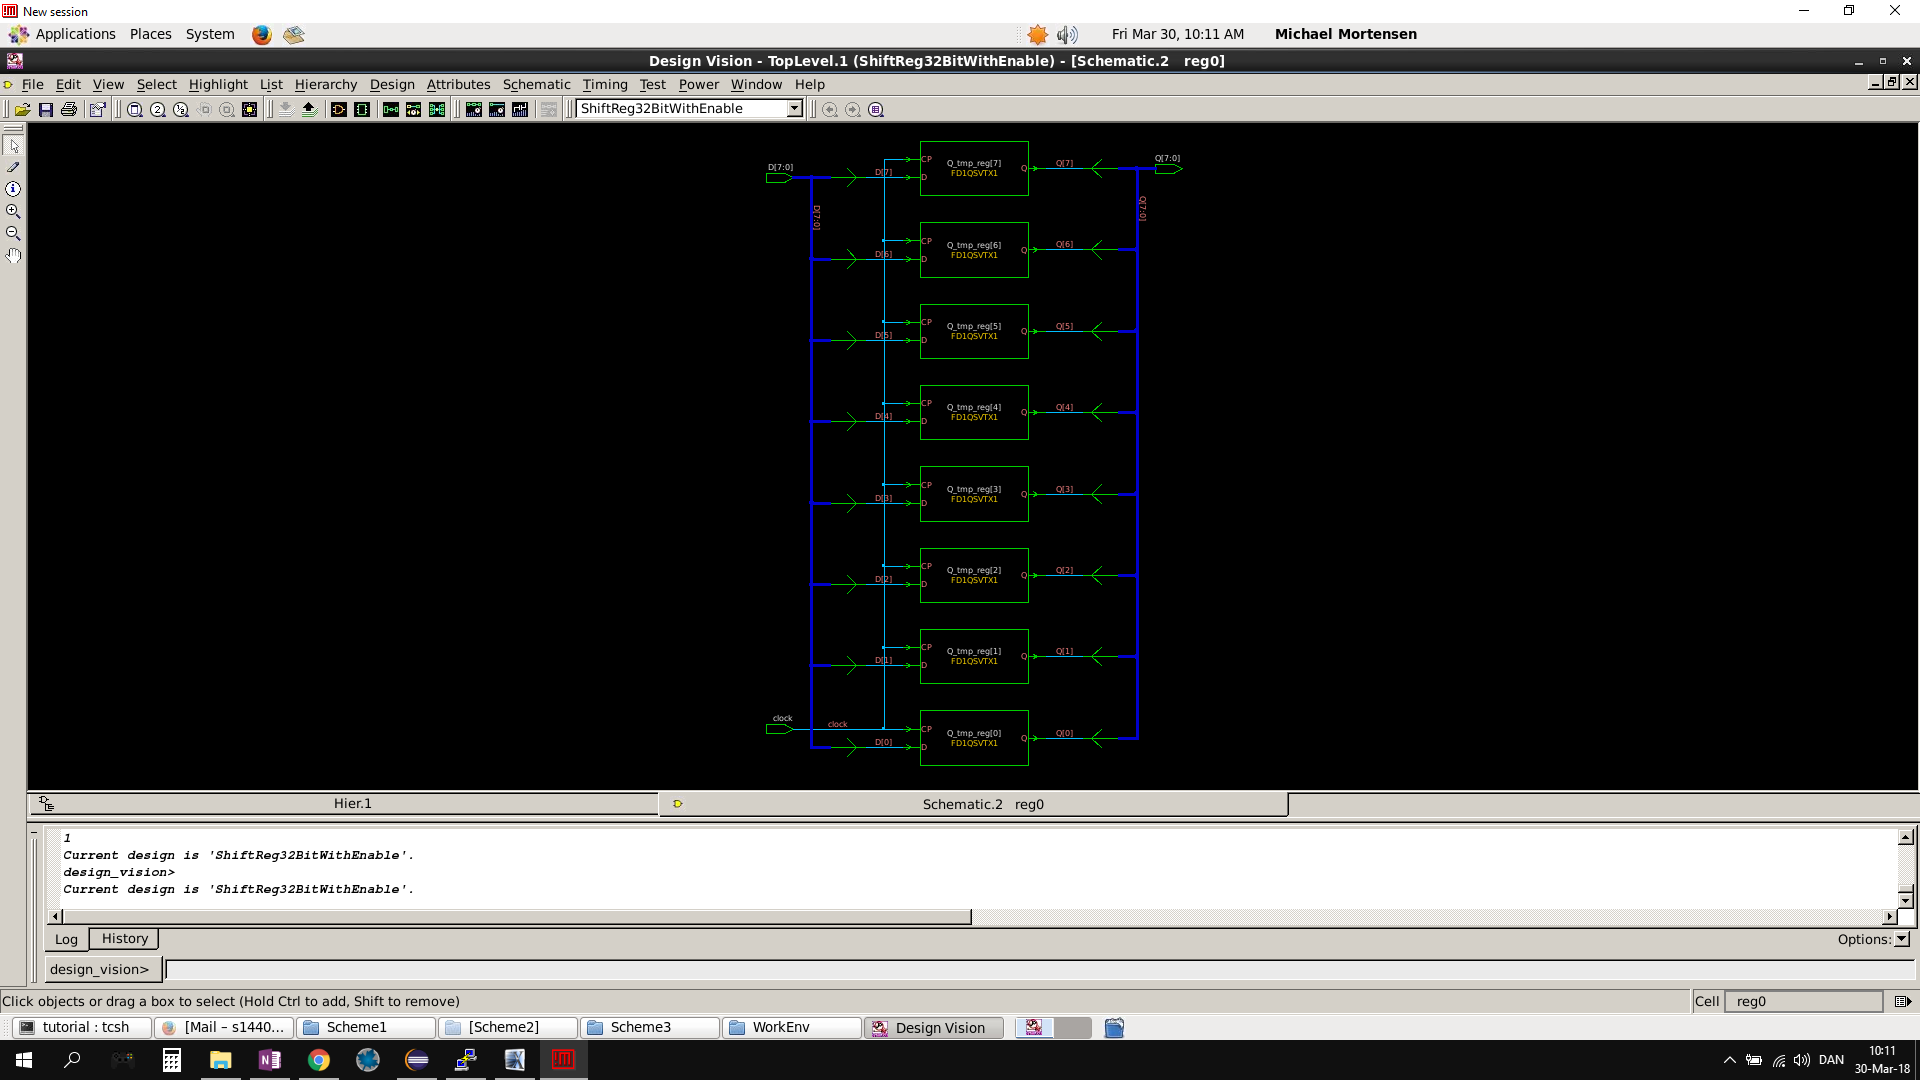 New session
Applications Places System Fri Mar 30, 10:11 AM Michael Mortensen
Design Vision - TopLevel.1 (ShiftReg32BitWithEnable) - [Schematic.2 reg0]
File Edit View Select Highlight List Hierarchy Design Attributes Schematic Timing Test Power Window Help
ShiftReg32BitWithEnable
D[7:0] D[7] CP D Q_tmp_reg[7] FD1QSVTX1 Q[7] Q[7:0]
D[7:0] Q[7:0]
D[6] CP D Q_tmp_reg[6] FD1QSVTX1 Q Q[6]
D[5] CP D Q_tmp_reg[5] FD1QSVTX1 Q Q[5]
D[4] CP D Q_tmp_reg[4] FD1QSVTX1 Q Q[4]
D[3] CP D Q_tmp_reg[3] FD1QSVTX1 Q Q[3]
D[2] CP D Q_tmp_reg[2] FD1QSVTX1 Q Q[2]
D[1] CP D Q_tmp_reg[1] FD1QSVTX1 Q Q[1]
clock clock D[0] CP D Q_tmp_reg[0] FD1QSVTX1 Q Q[0]
Hier.1 Schematic.2 reg0
1
Current design is 'ShiftReg32BitWithEnable'.
design_vision>
Current design is 'ShiftReg32BitWithEnable'.
Log History Options:
design_vision>
Click objects or drag a box to select (Hold Ctrl to add, Shift to remove) Cell reg0
tutorial : tcsh [Mail – s1440... Scheme1 [Scheme2] Scheme3 WorkEnv Design Vision
DAN 10:11
30-Mar-18